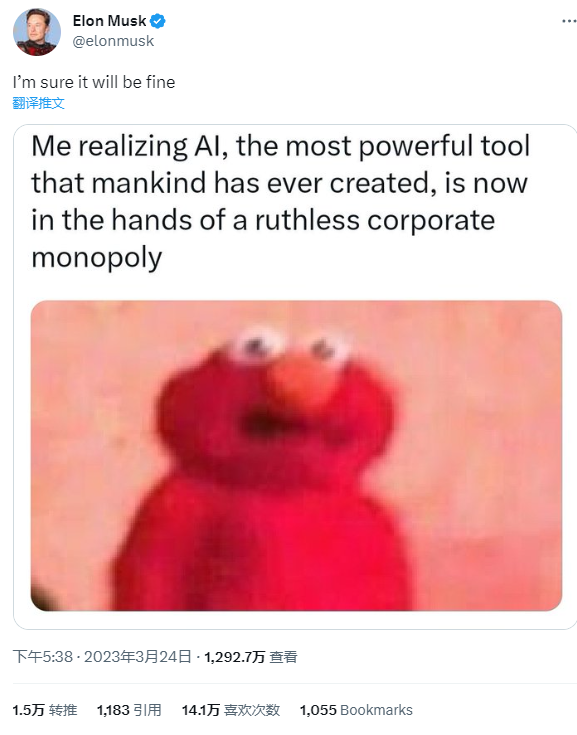 Elon Musk
@elonmusk
I’m sure it will be fine
翻译推文
Me realizing AI, the most powerful tool
that mankind has ever created, is now
in the hands of a ruthless corporate
monopoly
下午5:38 · 2023年3月24日 · 1,292.7万 查看
1.5万 转推 1,183 引用 14.1万 喜欢次数 1,055 Bookmarks